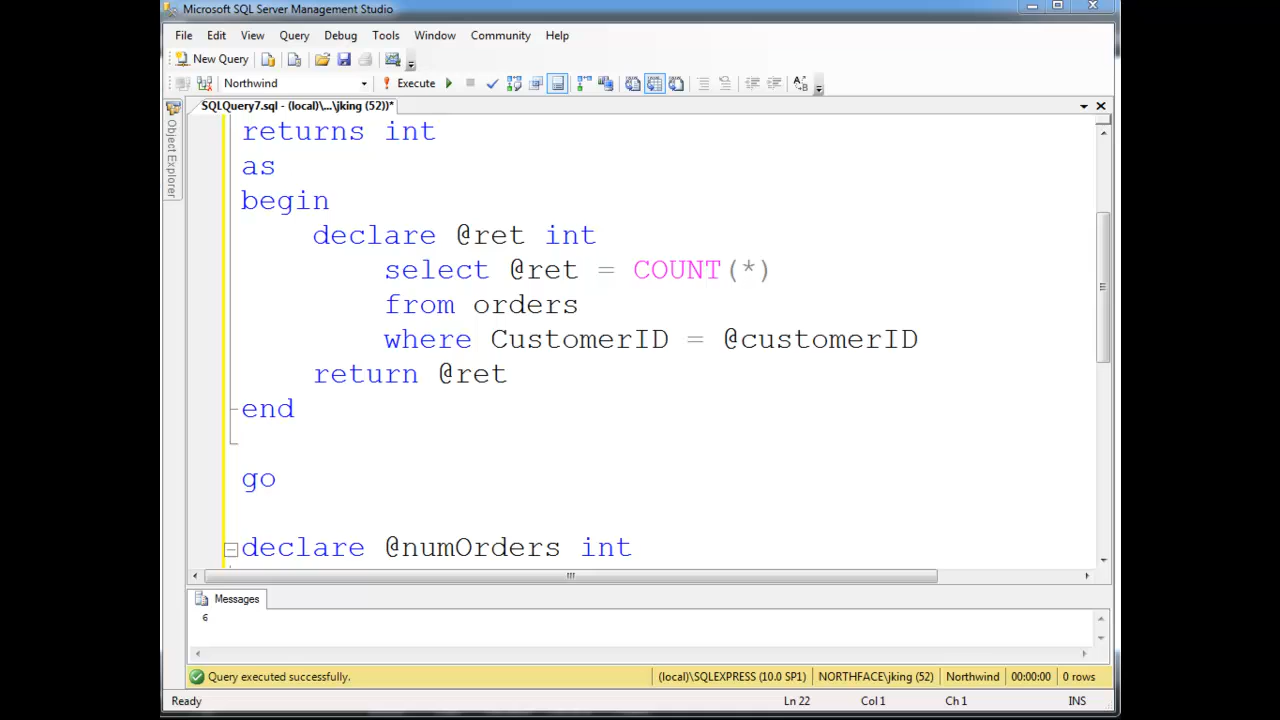 Microsoft SQL Server Management Studio
File Edit View Query Debug Tools Window Community Help
New Query
Northwind Execute
SQLQuery7.sql - (local)\...\jking (52))*
Object Explorer
returns int
as
begin
declare @ret int
select @ret = COUNT(*)
from orders
where CustomerID = @customerID
return @ret
end
go
declare @numOrders int
Messages
6
Query executed successfully. (local)\SQLEXPRESS (10.0 SP1) NORTHFACE\jking (52) Northwind 00:00:00 0 rows
Ready Ln 22 Col 1 Ch 1 INS